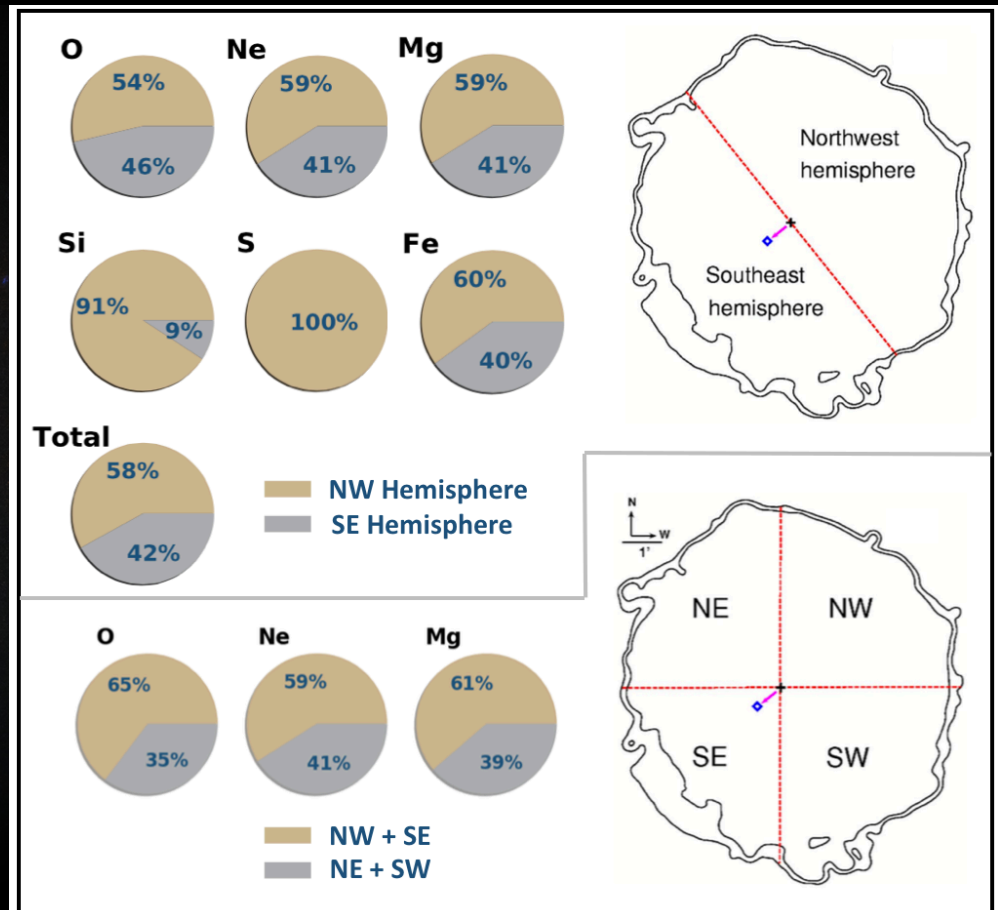 O
54%
46%
Ne
59%
41%
Mg
59%
41%
Si
91%
9%
S
100%
Fe
60%
40%
Total
58%
42%
NW Hemisphere
SE Hemisphere
Northwest
hemisphere
Southeast
hemisphere
O
65%
35%
Ne
59%
41%
Mg
61%
39%
NW + SE
NE + SW
N
W
1'
NE
NW
SE
SW